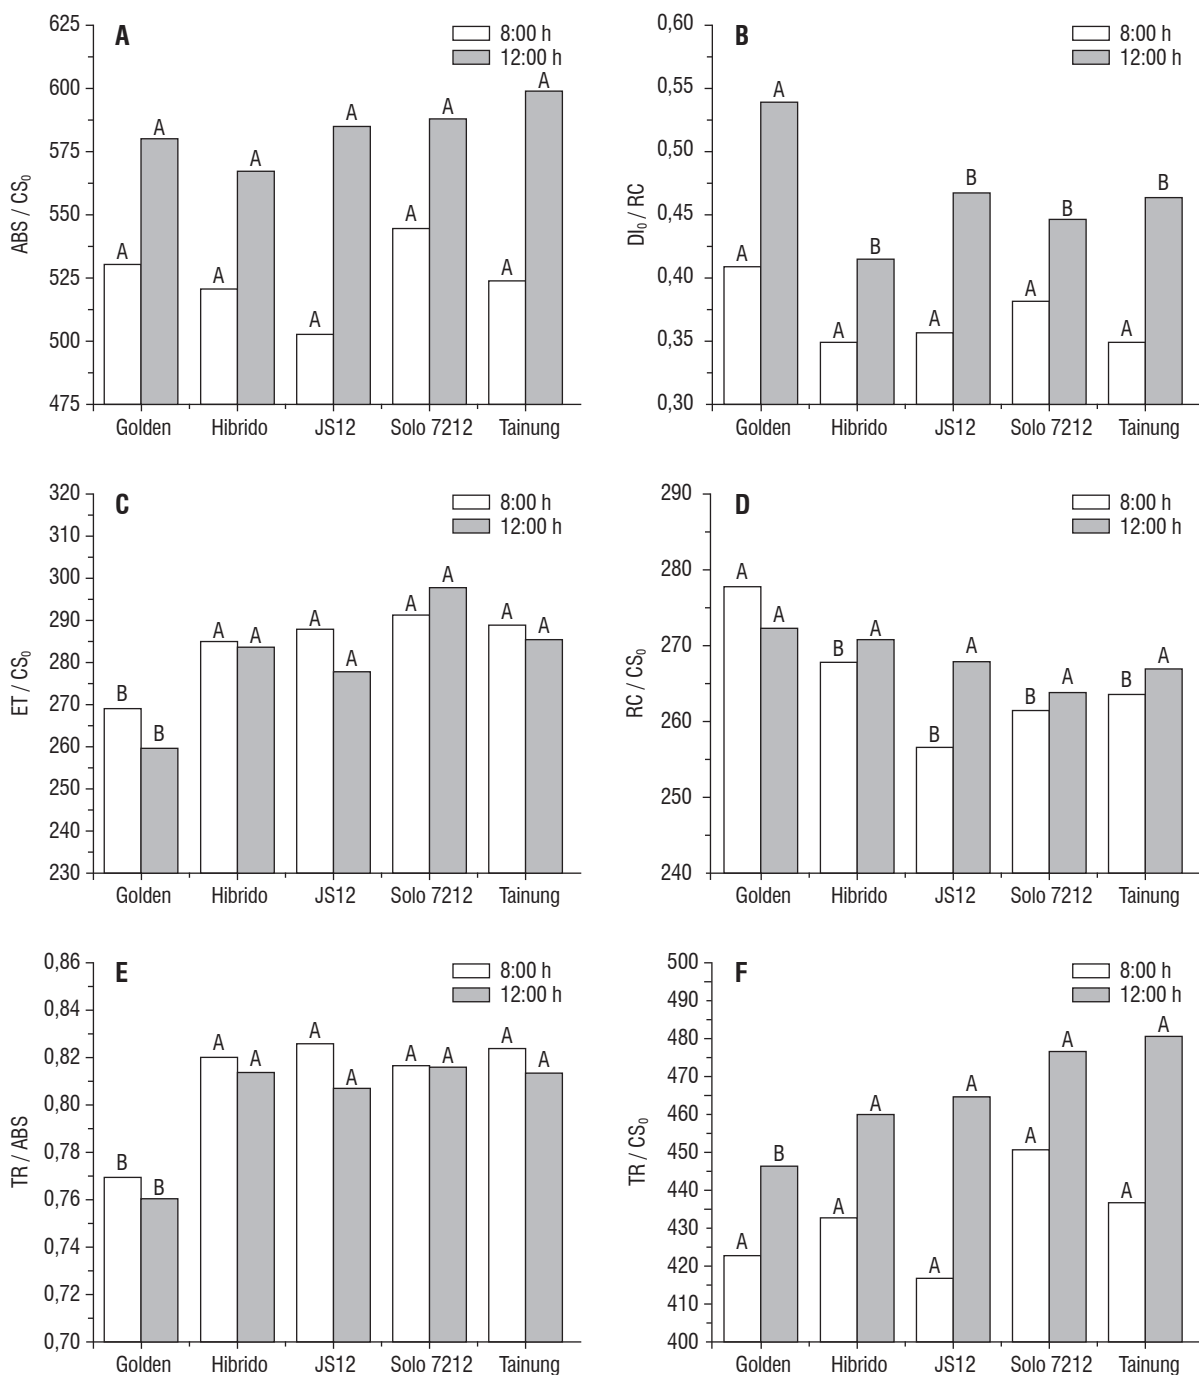 A
8:00 h
12:00 h
ABS / CS₀
625
600
575
550
525
500
475
A A A A A A A A A A
Golden Hibrido JS12 Solo 7212 Tainung
B
8:00 h
12:00 h
DI₀ / RC
0,60
0,55
0,50
0,45
0,40
0,35
0,30
A A A B A B A B A B
Golden Hibrido JS12 Solo 7212 Tainung
C
8:00 h
12:00 h
ET / CS₀
320
310
300
290
280
270
260
250
240
230
B B A A A A A A A A
Golden Hibrido JS12 Solo 7212 Tainung
D
8:00 h
12:00 h
RC / CS₀
290
280
270
260
250
240
A A B A B A B A B A
Golden Hibrido JS12 Solo 7212 Tainung
E
8:00 h
12:00 h
TR / ABS
0,86
0,84
0,82
0,80
0,78
0,76
0,74
0,72
0,70
B B A A A A A A A A
Golden Hibrido JS12 Solo 7212 Tainung
F
8:00 h
12:00 h
TR / CS₀
500
490
480
470
460
450
440
430
420
410
400
A B A A A A A A A A
Golden Hibrido JS12 Solo 7212 Tainung